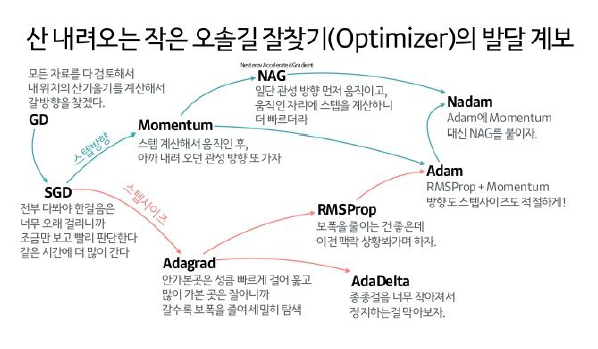 산 내려오는 작은 오솔길 잘찾기(Optimizer)의 발달 계보
모든 자료를 다 검토해서
내 위치의 산기울기를 계산해서
갈 방향을 찾겠다.
GD
스텝방향
SGD
전부 다봐야 한걸음은
너무 오래 걸리니까
조금만 보고 빨리 판단한다
같은 시간에 더 많이 간다
스텝사이즈
Momentum
스텝 계산해서 움직인 후,
아까 내려 오던 관성 방향 또 가자
Nesterov Accelerated Gradient
NAG
일단 관성 방향 먼저 움직이고,
움직인 자리에 스텝을 계산하니
더 빠르더라
Nadam
Adam에 Momentum
대신 NAG를 붙이자.
Adam
RMSProp + Momentum
방향도 스텝사이즈도 적절하게!
RMSProp
보폭을 줄이는 건 좋은데
이전 맥락 상황봐가며 하자.
Adagrad
안가본곳은 성큼 빠르게 걸어 훑고
많이 가본 곳은 잘아니까
갈수록 보폭을 줄여서 밀히 탐색
AdaDelta
종종걸음 너무 작아져서
정지하는걸 막아보자.